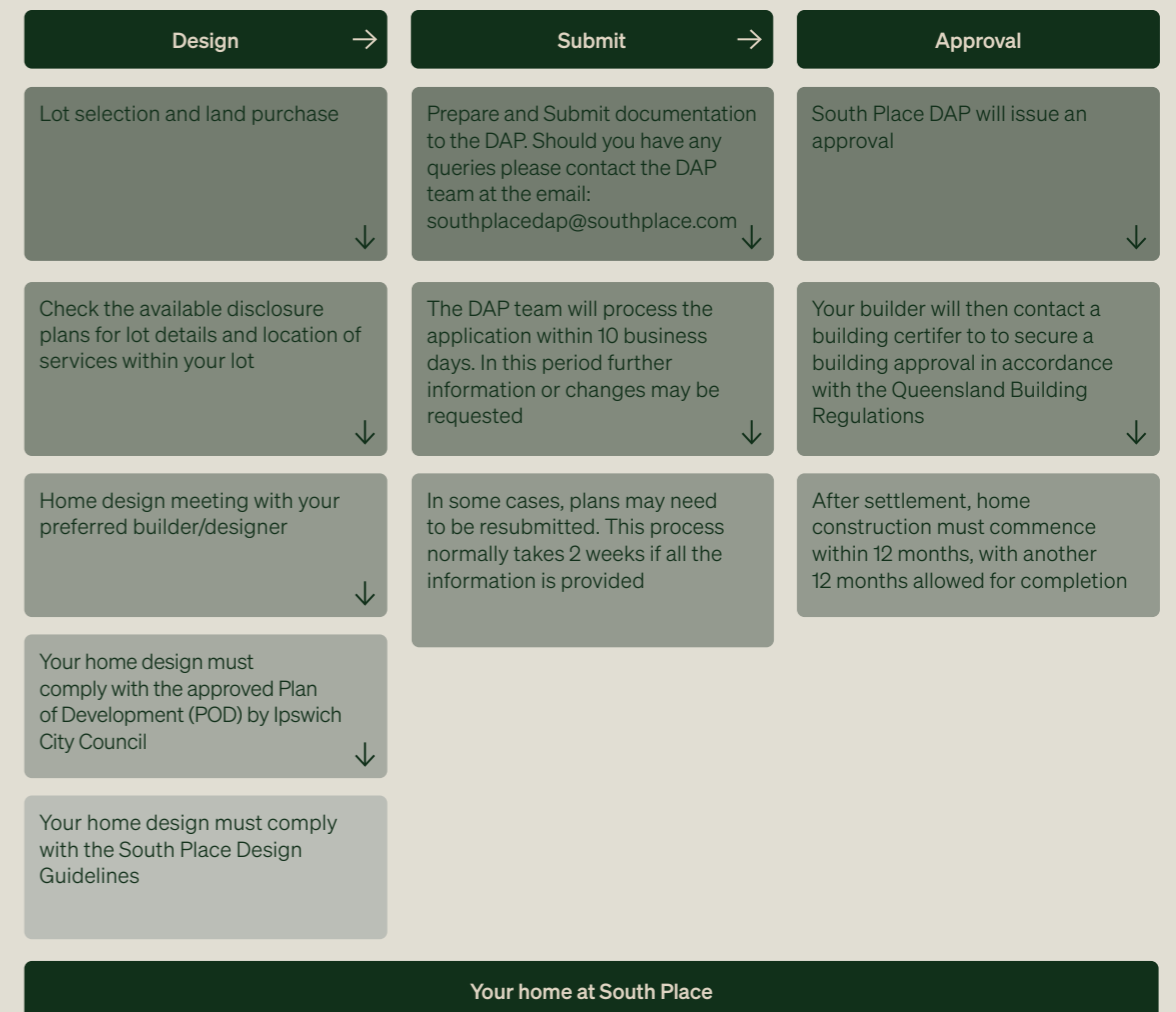 Design →
Lot selection and land purchase
↓
Check the available disclosure
plans for lot details and location of
services within your lot
↓
Home design meeting with your
preferred builder/designer
↓
Your home design must
comply with the approved Plan
of Development (POD) by Ipswich
City Council
↓
Your home design must comply
with the South Place Design
Guidelines
Submit →
Prepare and Submit documentation
to the DAP. Should you have any
queries please contact the DAP
team at the email:
southplacedap@southplace.com
↓
The DAP team will process the
application within 10 business
days. In this period further
information or changes may be
requested
↓
In some cases, plans may need
to be resubmitted. This process
normally takes 2 weeks if all the
information is provided
Approval
South Place DAP will issue an
approval
↓
Your builder will then contact a
building certifer to to secure a
building approval in accordance
with the Queensland Building
Regulations
↓
After settlement, home
construction must commence
within 12 months, with another
12 months allowed for completion
Your home at South Place